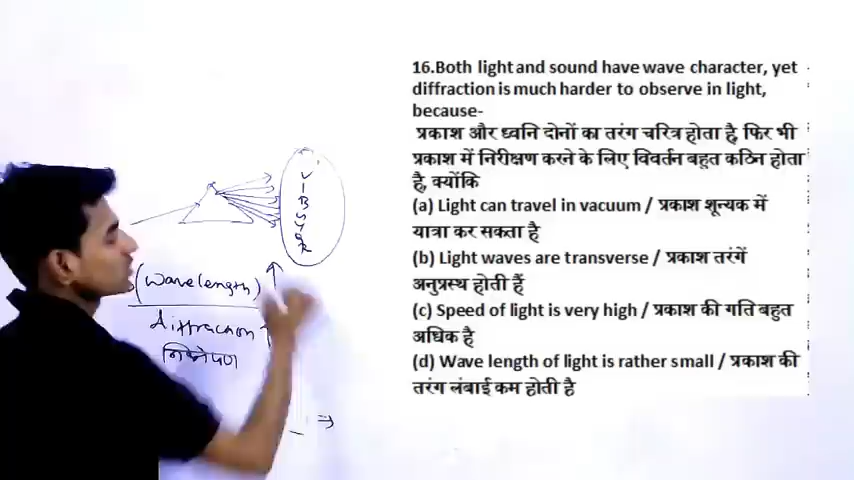 V
I
B
G
Y
O
R
(wavelength) ↑
diffraction ↑
16.Both light and sound have wave character, yet
diffraction is much harder to observe in light,
because-
प्रकाश और ध्वनि दोनों का तरंग चरित्र होता है, फिर भी
प्रकाश में निरीक्षण करने के लिए विवर्तन बहुत कठिन होता
है, क्योंकि
(a) Light can travel in vacuum / प्रकाश शून्यक में
यात्रा कर सकता है
(b) Light waves are transverse / प्रकाश तरंगें
अनुप्रस्थ होती हैं
(c) Speed of light is very high / प्रकाश की गति बहुत
अधिक है
(d) Wave length of light is rather small / प्रकाश की
तरंग लंबाई कम होती है